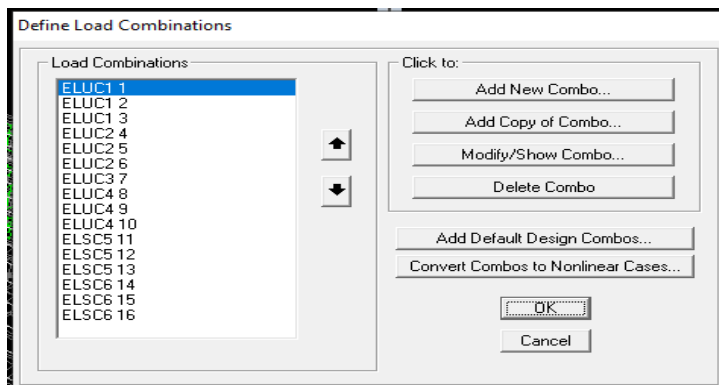 Define Load Combinations
Load Combinations
ELUC1 1
ELUC1 2
ELUC1 3
ELUC2 4
ELUC2 5
ELUC2 6
ELUC3 7
ELUC4 8
ELUC4 9
ELUC4 10
ELSC5 11
ELSC5 12
ELSC5 13
ELSC6 14
ELSC6 15
ELSC6 16
Click to:
Add New Combo...
Add Copy of Combo...
Modify/Show Combo...
Delete Combo
Add Default Design Combos...
Convert Combos to Nonlinear Cases...
OK
Cancel